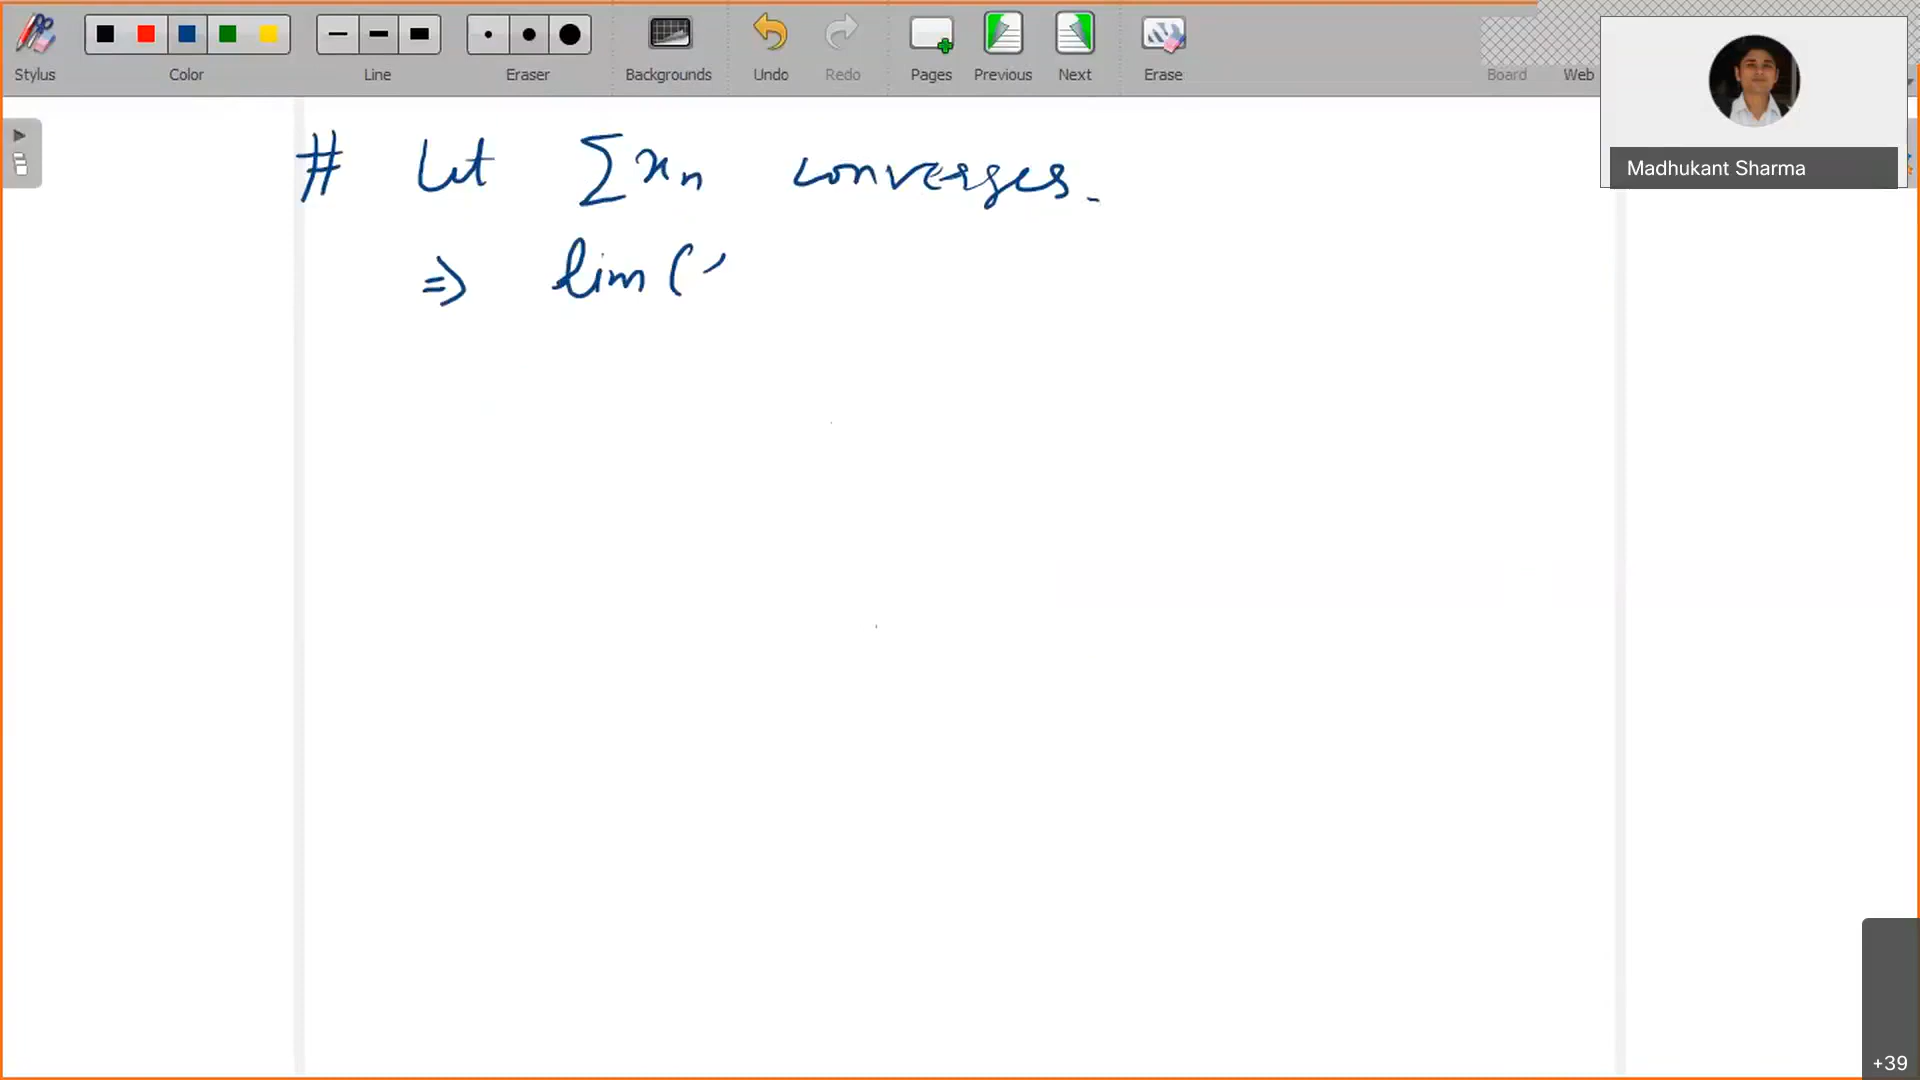 Stylus Color Line Eraser Backgrounds Undo Redo Pages Previous Next Erase Board Web
Madhukant Sharma
# Let ∑xₙ converges.
⇒ lim (
+39